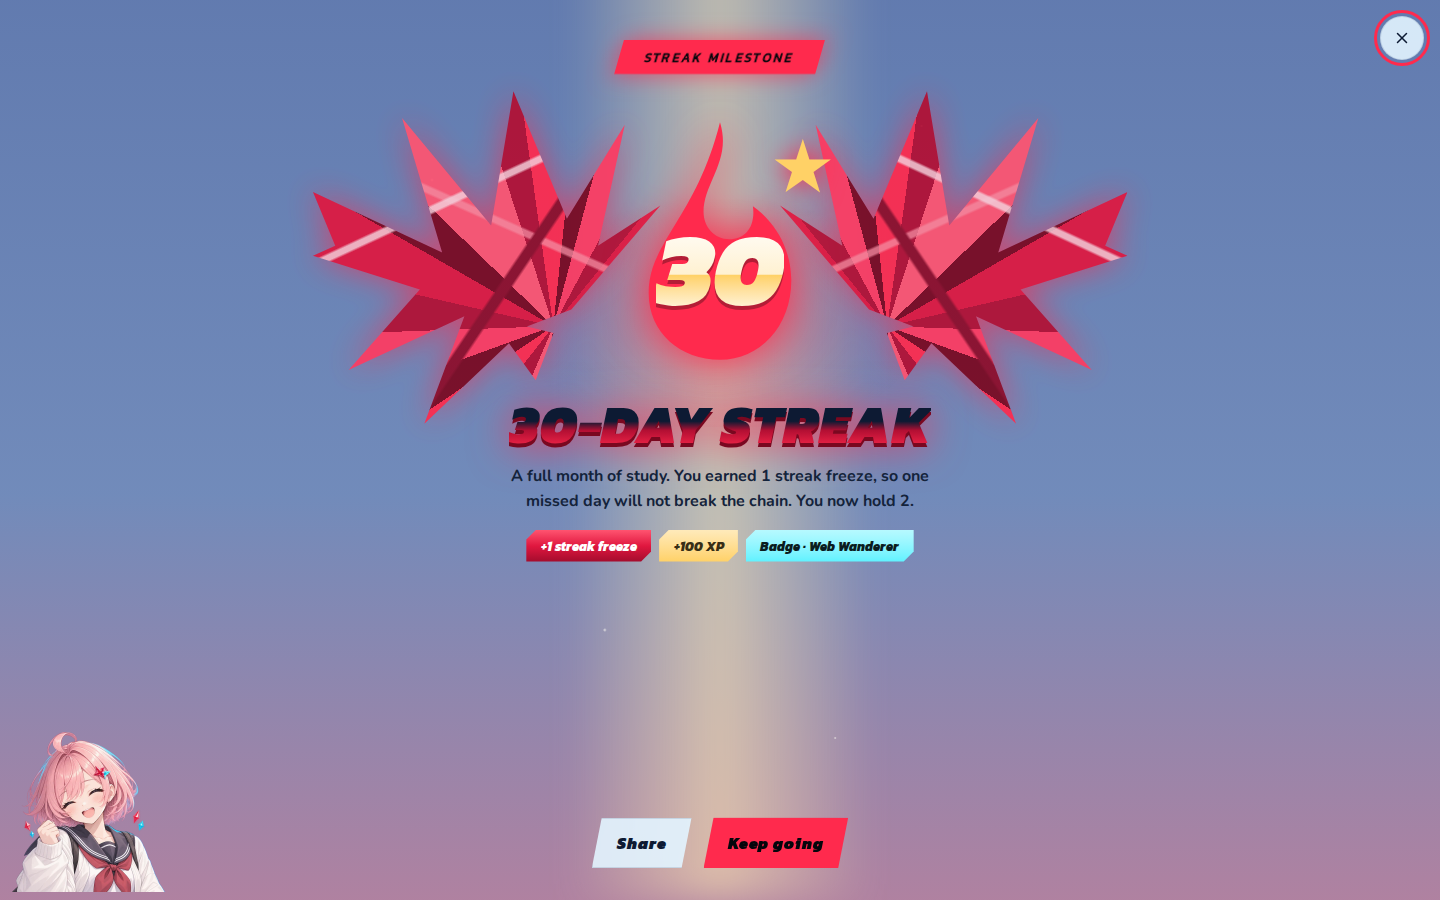 STREAK MILESTONE
30
30-DAY STREAK
A full month of study. You earned 1 streak freeze, so one
missed day will not break the chain. You now hold 2.
+1 streak freeze
+100 XP
Badge · Web Wanderer
Share
Keep going